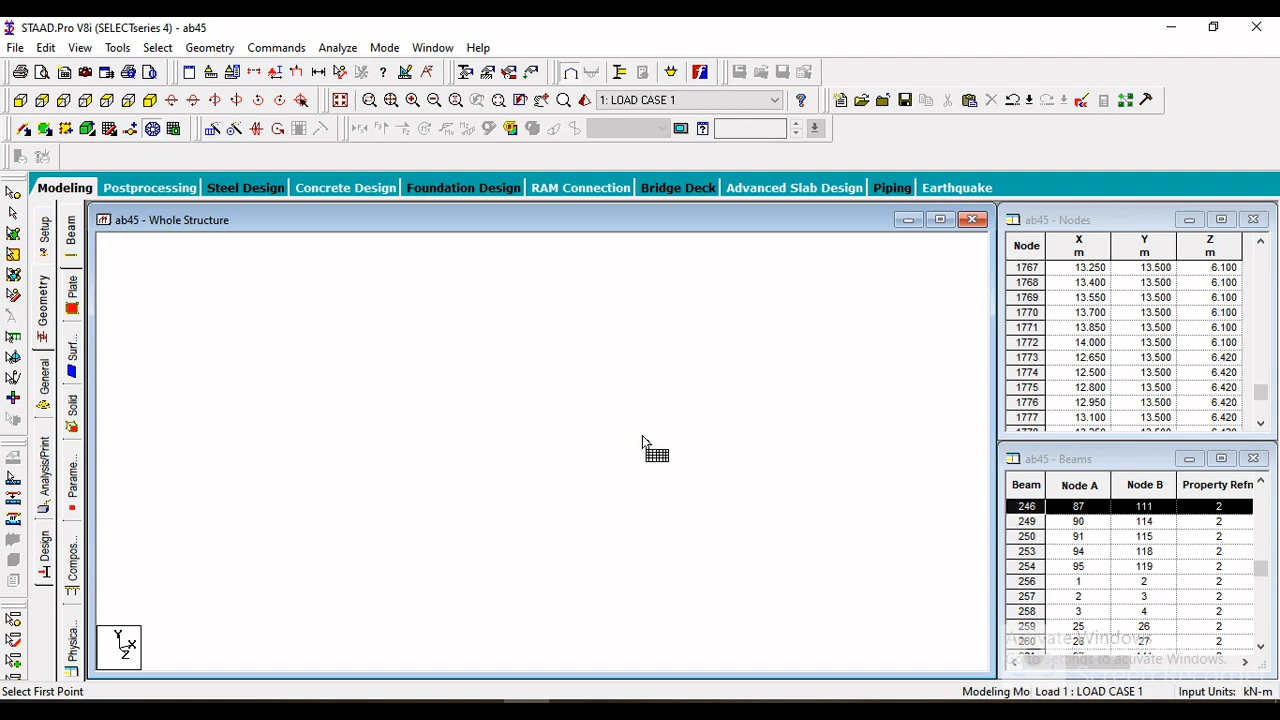 STAAD.Pro V8i (SELECTseries 4) - ab45
File Edit View Tools Select Geometry Commands Analyze Mode Window Help
1: LOAD CASE 1
Modeling Postprocessing Steel Design Concrete Design Foundation Design RAM Connection Bridge Deck Advanced Slab Design Piping Earthquake
Setup
Geometry
General
Analysis/Print
Design
Beam
Plate
Surf...
Solid
Parame...
Compos...
Physica...
ab45 - Whole Structure
Y
X
Z
ab45 - Nodes
Node X m Y m Z m
1767 13.250 13.500 6.100
1768 13.400 13.500 6.100
1769 13.550 13.500 6.100
1770 13.700 13.500 6.100
1771 13.850 13.500 6.100
1772 14.000 13.500 6.100
1773 12.650 13.500 6.420
1774 12.500 13.500 6.420
1775 12.800 13.500 6.420
1776 12.950 13.500 6.420
1777 13.100 13.500 6.420
ab45 - Beams
Beam Node A Node B Property Refn
246 87 111 2
249 90 114 2
250 91 115 2
253 94 118 2
254 95 119 2
256 1 2 2
257 2 3 2
258 3 4 2
259 25 26 2
260 26 27 2
Activate Windows
Go to Settings to activate Windows.
Select First Point
Modeling Mo Load 1 : LOAD CASE 1 Input Units: kN-m